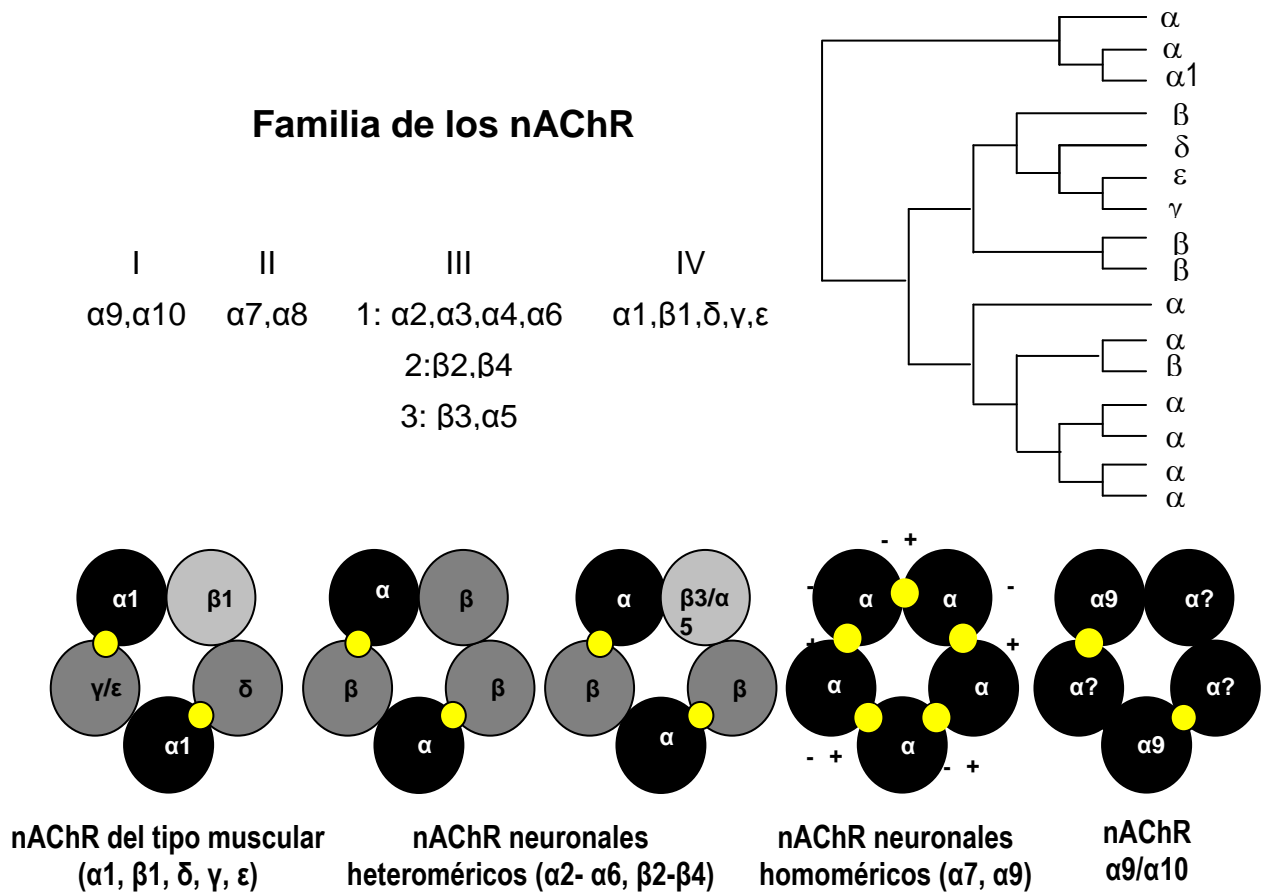 Familia de los nAChR
I II III IV
α9,α10 α7,α8 1: α2,α3,α4,α6 α1,β1,δ,γ,ε
2:β2,β4
3: β3,α5
α
α
α1
β
δ
ε
γ
β
β
α
α
β
α
α
α
α
α1 β1
γ/ε δ
α1
α β
β β
α
α β3/α
5
β β
α
- +
- -
α α
+ +
α α
α
- + - +
α9 α?
α? α?
α9
nAChR del tipo muscular
(α1, β1, δ, γ, ε)
nAChR neuronales
heteroméricos (α2- α6, β2-β4)
nAChR neuronales
homoméricos (α7, α9)
nAChR
α9/α10